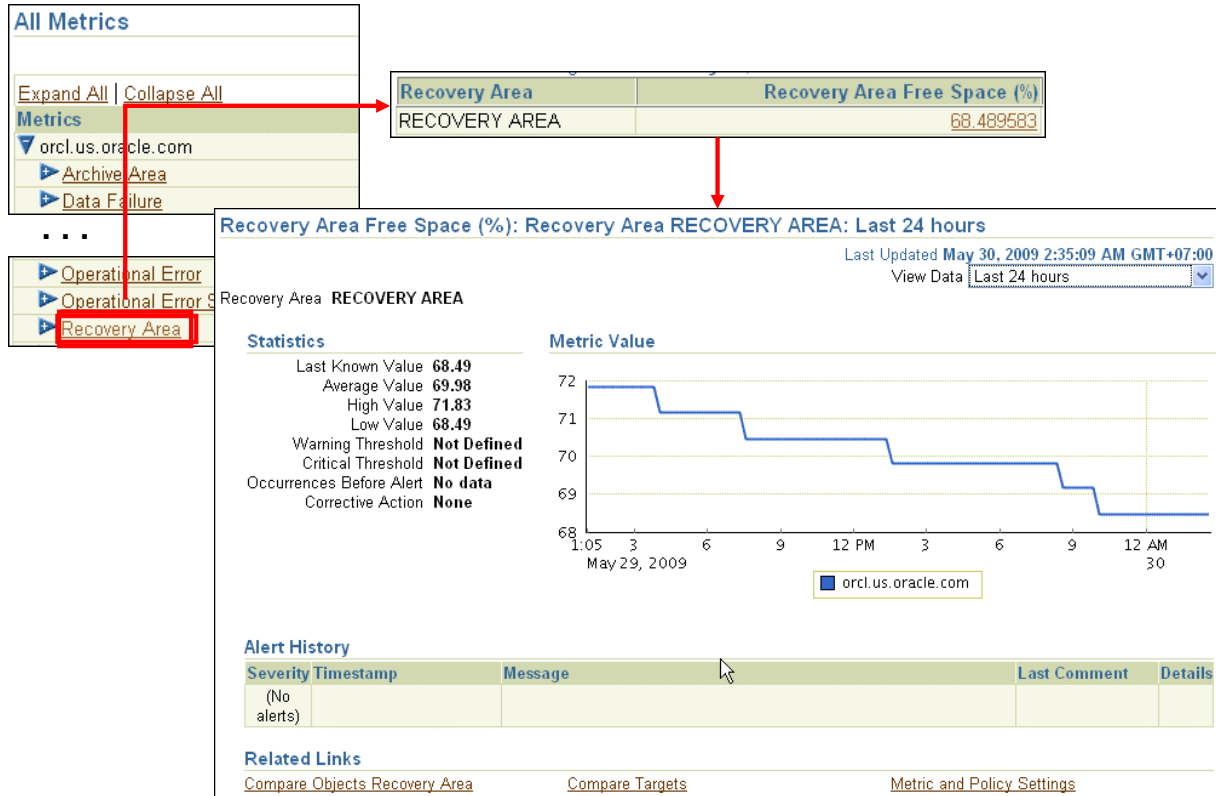 All Metrics
Expand All | Collapse All
Metrics
orcl.us.oracle.com
Archive Area
Data Failure
. . .
Operational Error
Operational Error S
Recovery Area
Recovery Area Recovery Area Free Space (%)
RECOVERY AREA 68.489583
Recovery Area Free Space (%): Recovery Area RECOVERY AREA: Last 24 hours
Last Updated May 30, 2009 2:35:09 AM GMT+07:00
View Data Last 24 hours
Recovery Area RECOVERY AREA
Statistics
Last Known Value 68.49
Average Value 69.98
High Value 71.83
Low Value 68.49
Warning Threshold Not Defined
Critical Threshold Not Defined
Occurrences Before Alert No data
Corrective Action None
Metric Value
72
71
70
69
68
1:05 3 6 9 12 PM 3 6 9 12 AM
May 29, 2009 30
orcl.us.oracle.com
Alert History
Severity Timestamp Message Last Comment Details
(No
alerts)
Related Links
Compare Objects Recovery Area Compare Targets Metric and Policy Settings